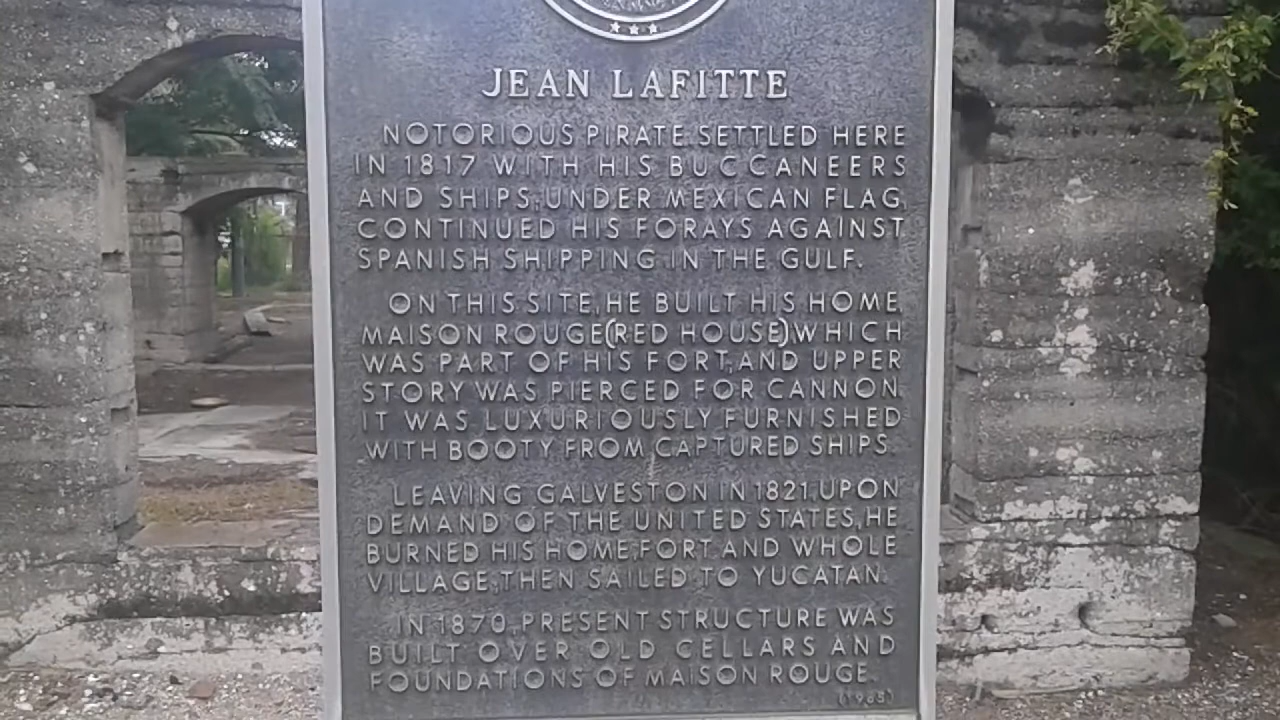 JEAN LAFITTE
NOTORIOUS PIRATE. SETTLED HERE
IN 1817 WITH HIS BUCCANEERS
AND SHIPS; UNDER MEXICAN FLAG,
CONTINUED HIS FORAYS AGAINST
SPANISH SHIPPING IN THE GULF.
ON THIS SITE, HE BUILT HIS HOME,
MAISON ROUGE (RED HOUSE), WHICH
WAS PART OF HIS FORT, AND UPPER
STORY WAS PIERCED FOR CANNON.
IT WAS LUXURIOUSLY FURNISHED
WITH BOOTY FROM CAPTURED SHIPS.
LEAVING GALVESTON IN 1821, UPON
DEMAND OF THE UNITED STATES, HE
BURNED HIS HOME, FORT AND WHOLE
VILLAGE; THEN SAILED TO YUCATAN.
IN 1870, PRESENT STRUCTURE WAS
BUILT OVER OLD CELLARS AND
FOUNDATIONS OF MAISON ROUGE.
(1965)